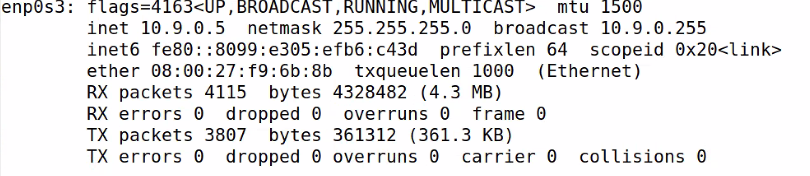 enp0s3: flags=4163<UP,BROADCAST,RUNNING,MULTICAST>  mtu 1500
        inet 10.9.0.5  netmask 255.255.255.0  broadcast 10.9.0.255
        inet6 fe80::8099:e305:efb6:c43d  prefixlen 64  scopeid 0x20<link>
        ether 08:00:27:f9:6b:8b  txqueuelen 1000  (Ethernet)
        RX packets 4115  bytes 4328482 (4.3 MB)
        RX errors 0  dropped 0  overruns 0  frame 0
        TX packets 3807  bytes 361312 (361.3 KB)
        TX errors 0  dropped 0 overruns 0  carrier 0  collisions 0